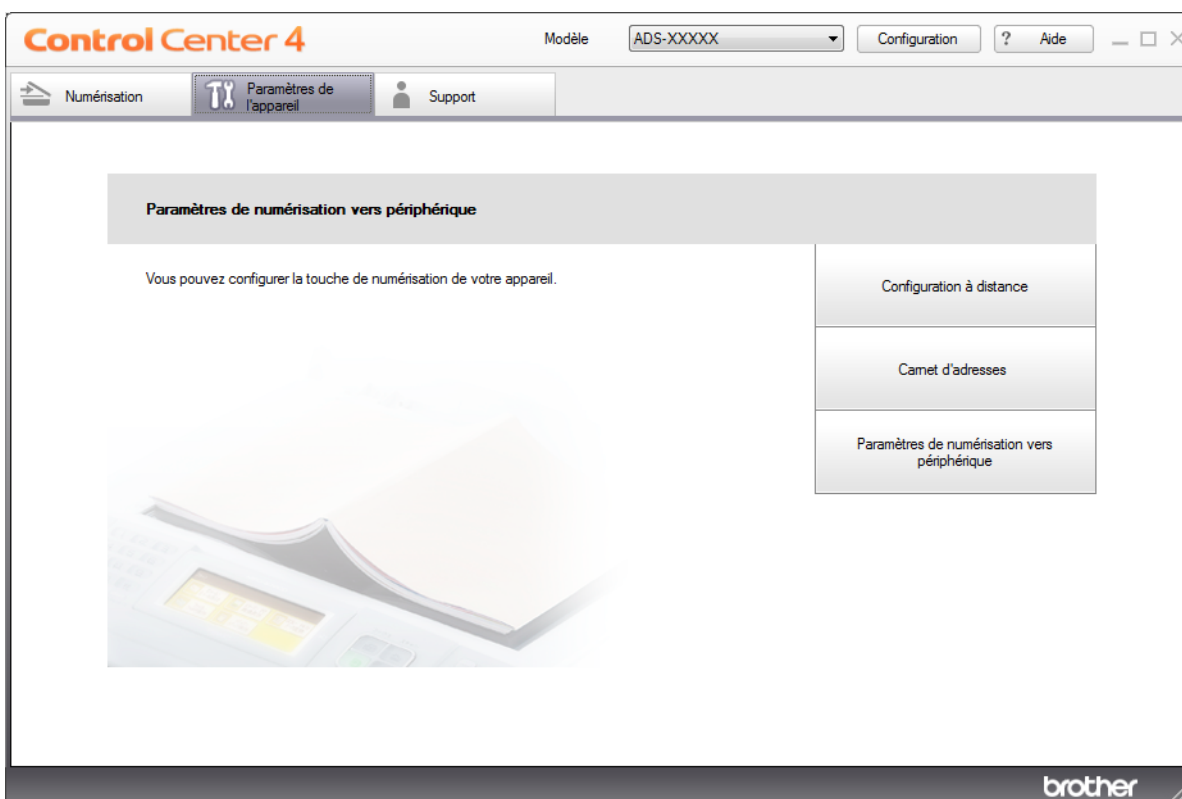 Control Center 4
Modèle
ADS-XXXXX
Configuration
? Aide
Numérisation
Paramètres de
l'appareil
Support
Paramètres de numérisation vers périphérique
Vous pouvez configurer la touche de numérisation de votre appareil.
Configuration à distance
Carnet d'adresses
Paramètres de numérisation vers
périphérique
brother